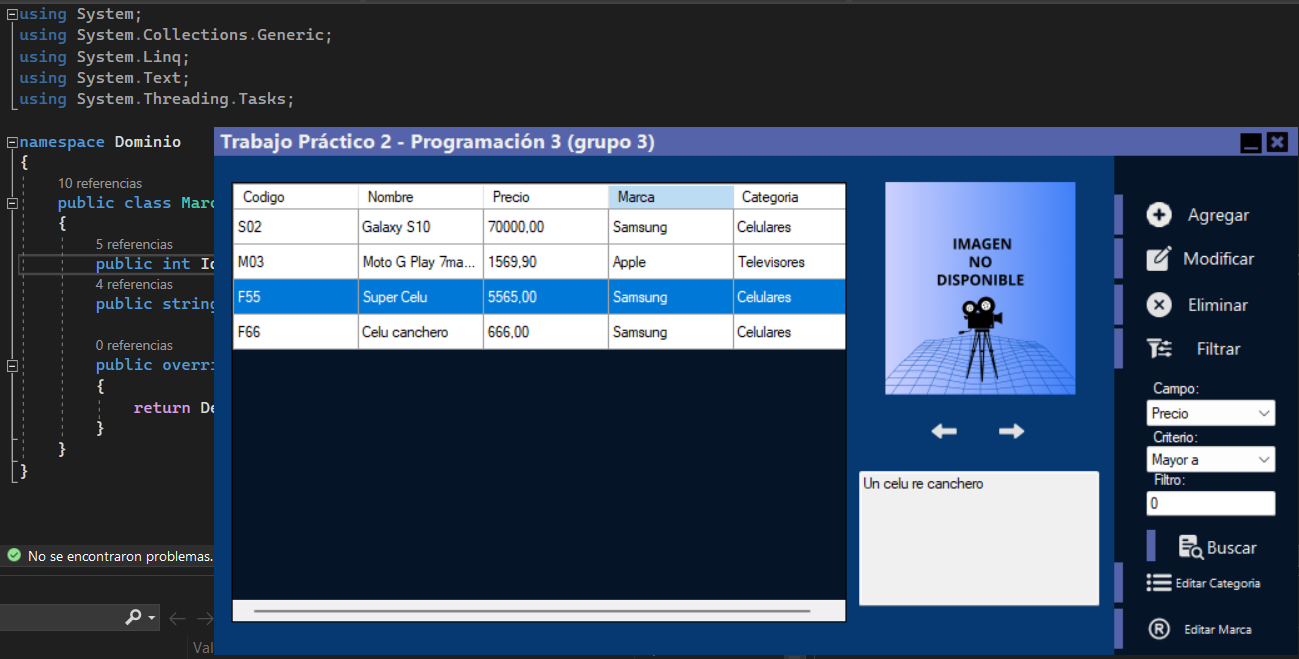 using System;
using System.Collections.Generic;
using System.Linq;
using System.Text;
using System.Threading.Tasks;
namespace Dominio
{
10 referencias
public class Marc
{
5 referencias
public int I
4 referencias
public string
0 referencias
public overri
{
return De
}
}
}
No se encontraron problemas.
Val
Trabajo Práctico 2 - Programación 3 (grupo 3)
Codigo Nombre Precio Marca Categoria
S02 Galaxy S10 70000,00 Samsung Celulares
M03 Moto G Play 7ma... 1569,90 Apple Televisores
F55 Super Celu 5565,00 Samsung Celulares
F66 Celu canchero 666,00 Samsung Celulares
IMAGEN
NO
DISPONIBLE
Un celu re canchero
Agregar
Modificar
Eliminar
Filtrar
Campo:
Precio
Criterio:
Mayor a
Filtro:
0
Buscar
Editar Categoria
R Editar Marca